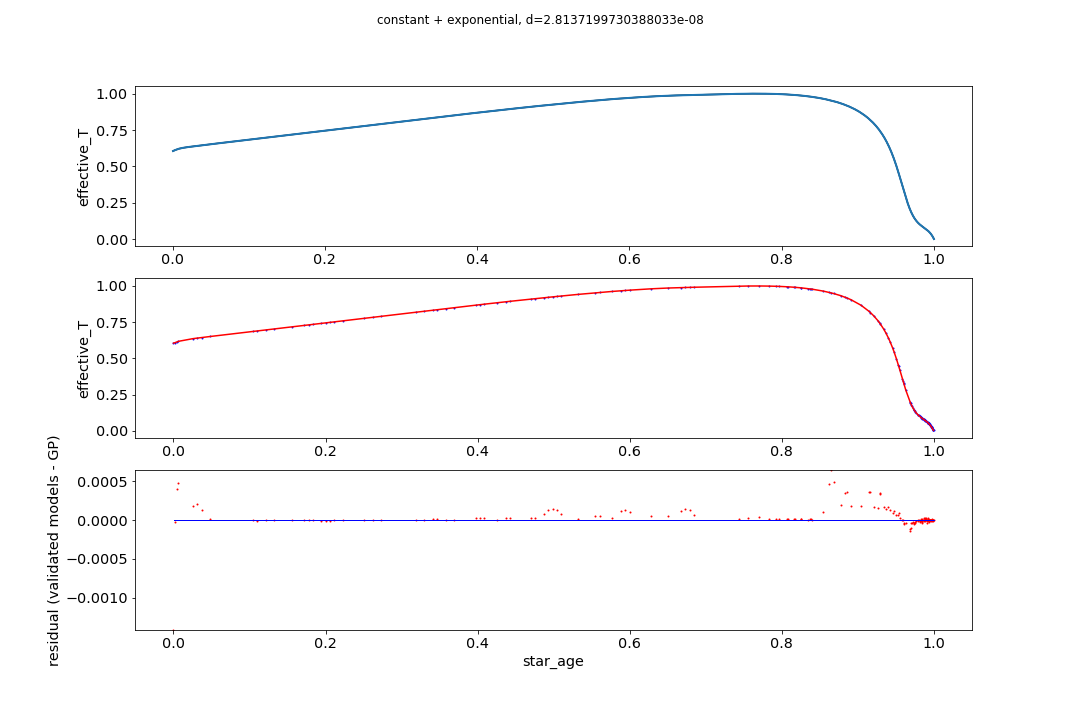 constant + exponential, d=2.8137199730388033e-08
1.00
0.75
0.50
0.25
0.00
effective_T
0.0 0.2 0.4 0.6 0.8 1.0
1.00
0.75
0.50
0.25
0.00
effective_T
0.0 0.2 0.4 0.6 0.8 1.0
0.0005
0.0000
−0.0005
−0.0010
residual (validated models - GP)
0.0 0.2 0.4 0.6 0.8 1.0
star_age